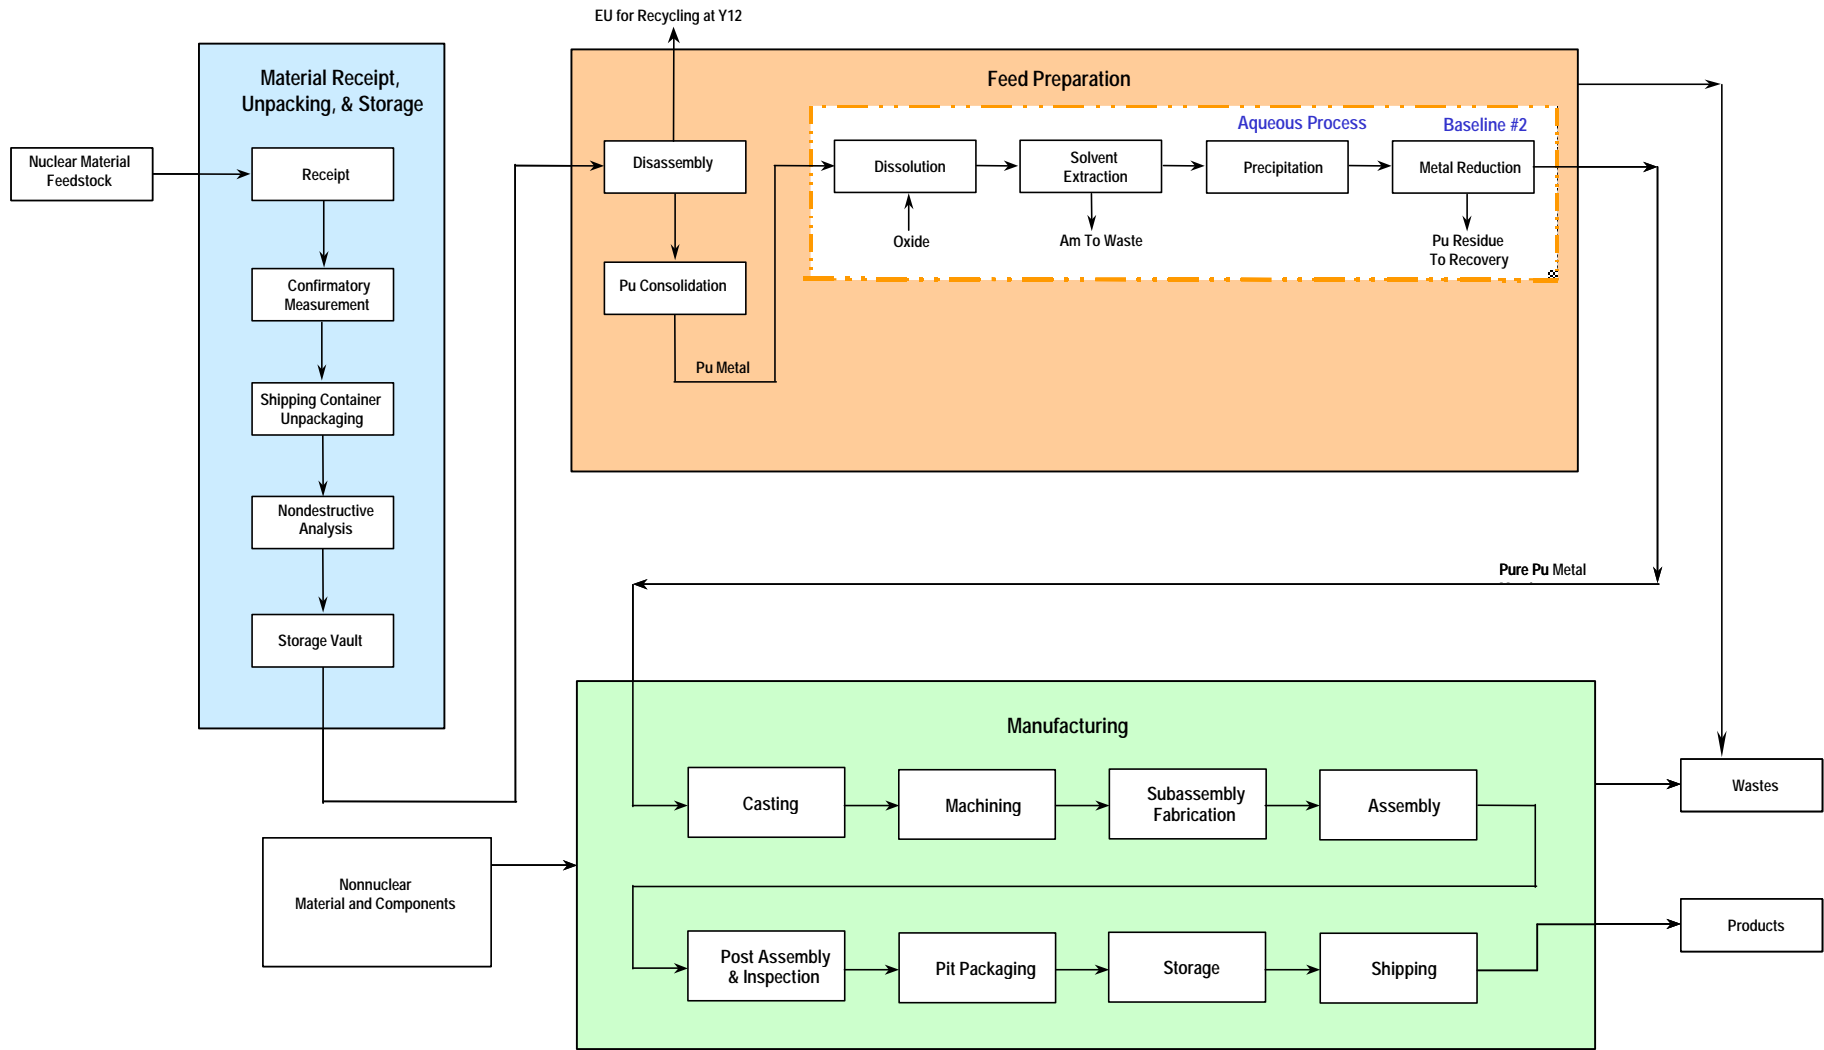 EU for Recycling at Y12
Material Receipt,
Unpacking, & Storage
Feed Preparation
Aqueous Process
Baseline #2
Nuclear Material
Feedstock
Receipt
Disassembly
Dissolution
Solvent
Extraction
Precipitation
Metal Reduction
Oxide
Am To Waste
Pu Residue
To Recovery
Confirmatory
Measurement
Pu Consolidation
Pu Metal
Shipping Container
Unpackaging
Nondestructive
Analysis
Storage Vault
Pure Pu Metal
Manufacturing
Casting
Machining
Subassembly
Fabrication
Assembly
Wastes
Nonnuclear
Material and Components
Post Assembly
& Inspection
Pit Packaging
Storage
Shipping
Products